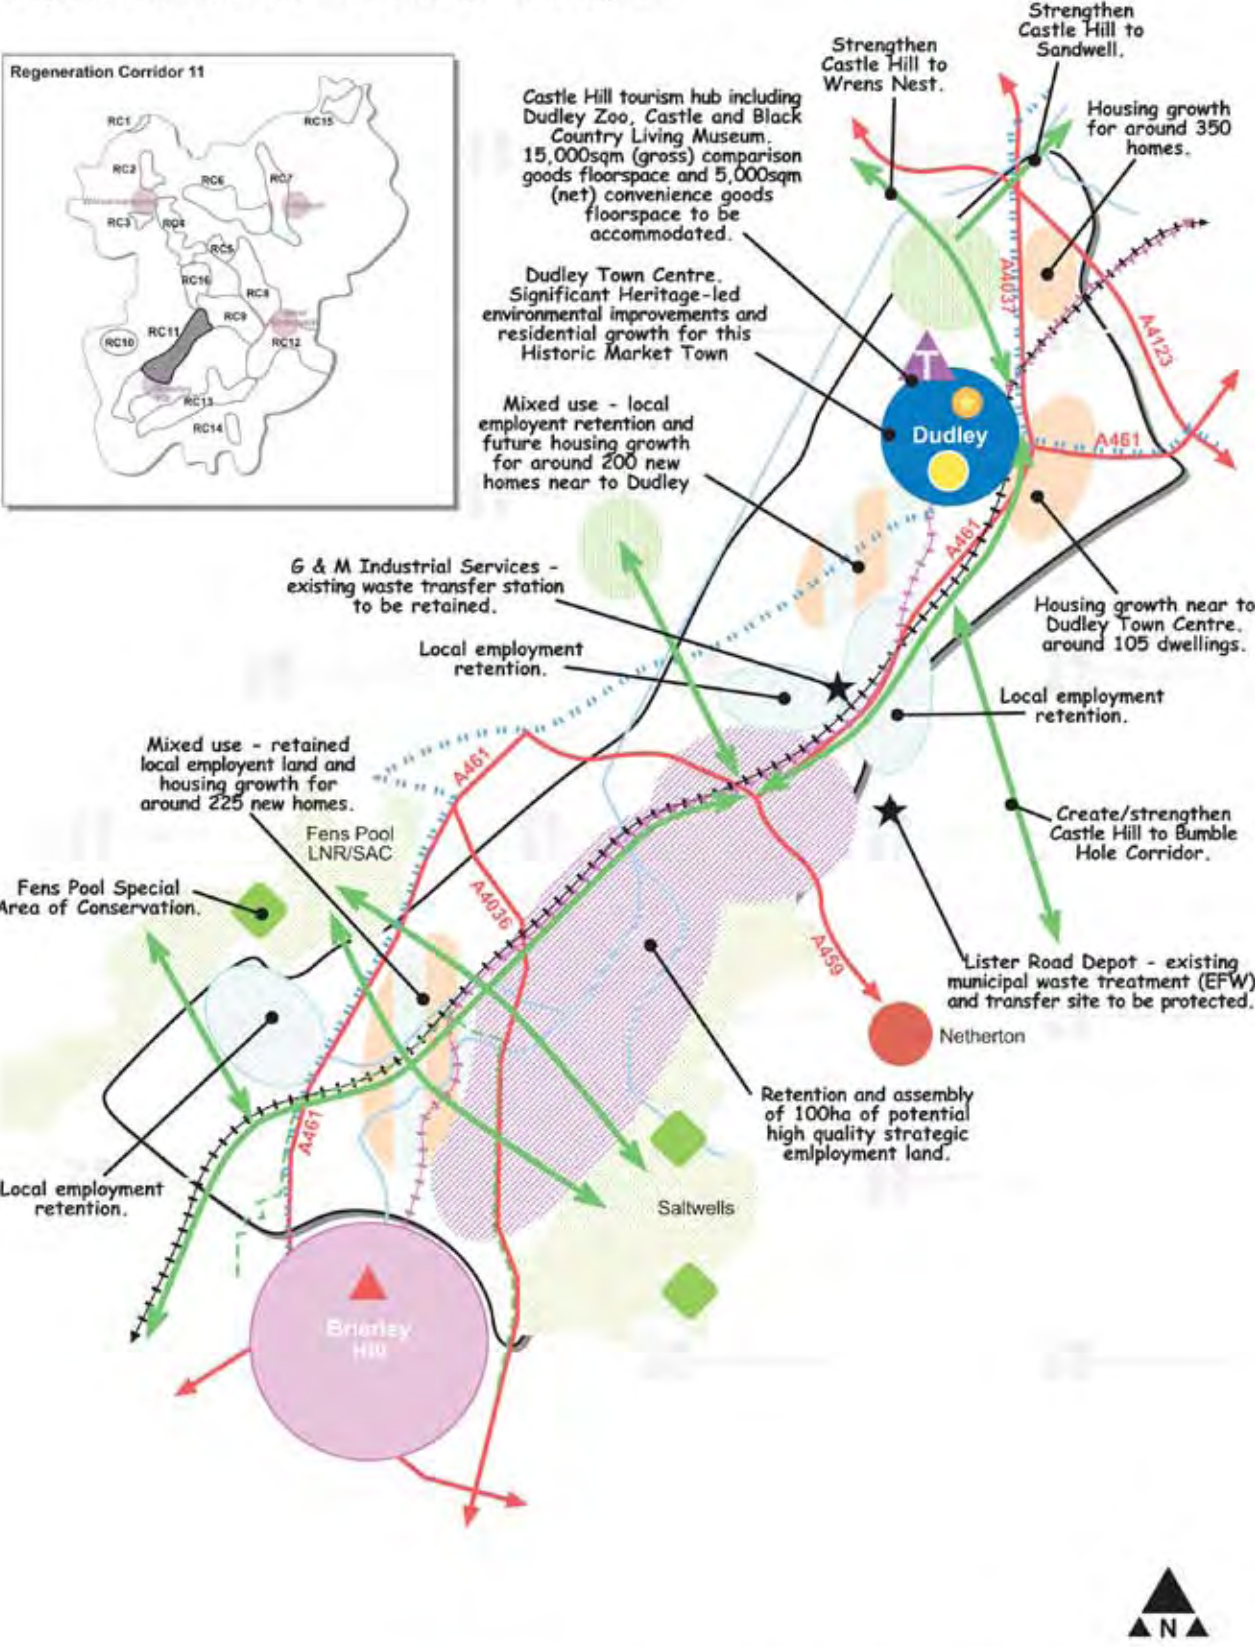 Regeneration Corridor 11
RC1
RC15
RC2
RC6
RC7
RC3
RC4
RC5
RC16
RC8
RC9
RC11
RC10
RC12
RC13
RC14
Strengthen
Castle Hill to
Sandwell.
Strengthen
Castle Hill to
Wrens Nest.
Housing growth
for around 350
homes.
Castle Hill tourism hub including
Dudley Zoo, Castle and Black
Country Living Museum.
15,000sqm (gross) comparison
goods floorspace and 5,000sqm
(net) convenience goods
floorspace to be
accommodated.
Dudley Town Centre.
Significant Heritage-led
environmental improvements and
residential growth for this
Historic Market Town
Mixed use - local
employent retention and
future housing growth
for around 200 new
homes near to Dudley
A4037
A4123
T
Dudley
A461
A461
G & M Industrial Services -
existing waste transfer station
to be retained.
Housing growth near to
Dudley Town Centre.
around 105 dwellings.
Local employment
retention.
Local employment
retention.
Mixed use - retained
local employent land and
housing growth for
around 225 new homes.
A461
Fens Pool
LNR/SAC
Create/strengthen
Castle Hill to Bumble
Hole Corridor.
Fens Pool Special
Area of Conservation.
A4036
A459
Lister Road Depot - existing
municipal waste treatment (EFW)
and transfer site to be protected.
Netherton
Retention and assembly
of 100ha of potential
high quality strategic
emlployment land.
A461
Local employment
retention.
Saltwells
Brierley
Hill
N